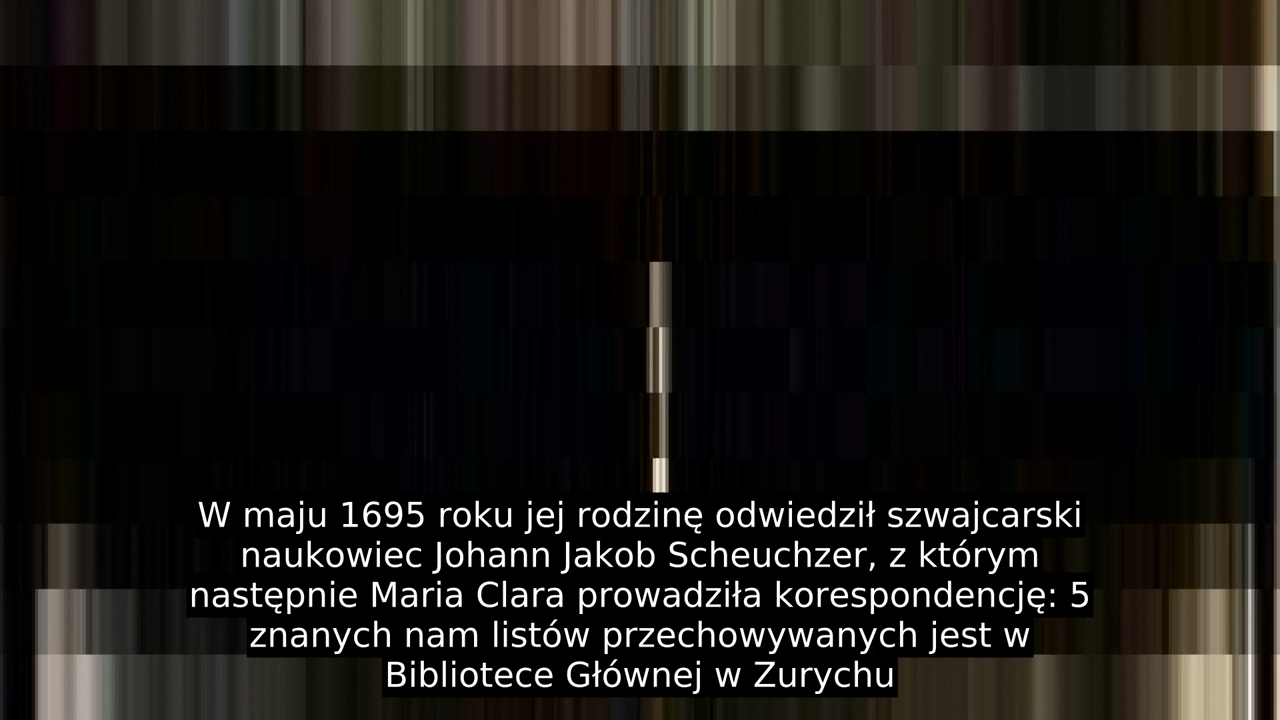 W maju 1695 roku jej rodzinę odwiedził szwajcarski
naukowiec Johann Jakob Scheuchzer, z którym
następnie Maria Clara prowadziła korespondencję: 5
znanych nam listów przechowywanych jest w
Bibliotece Głównej w Zurychu